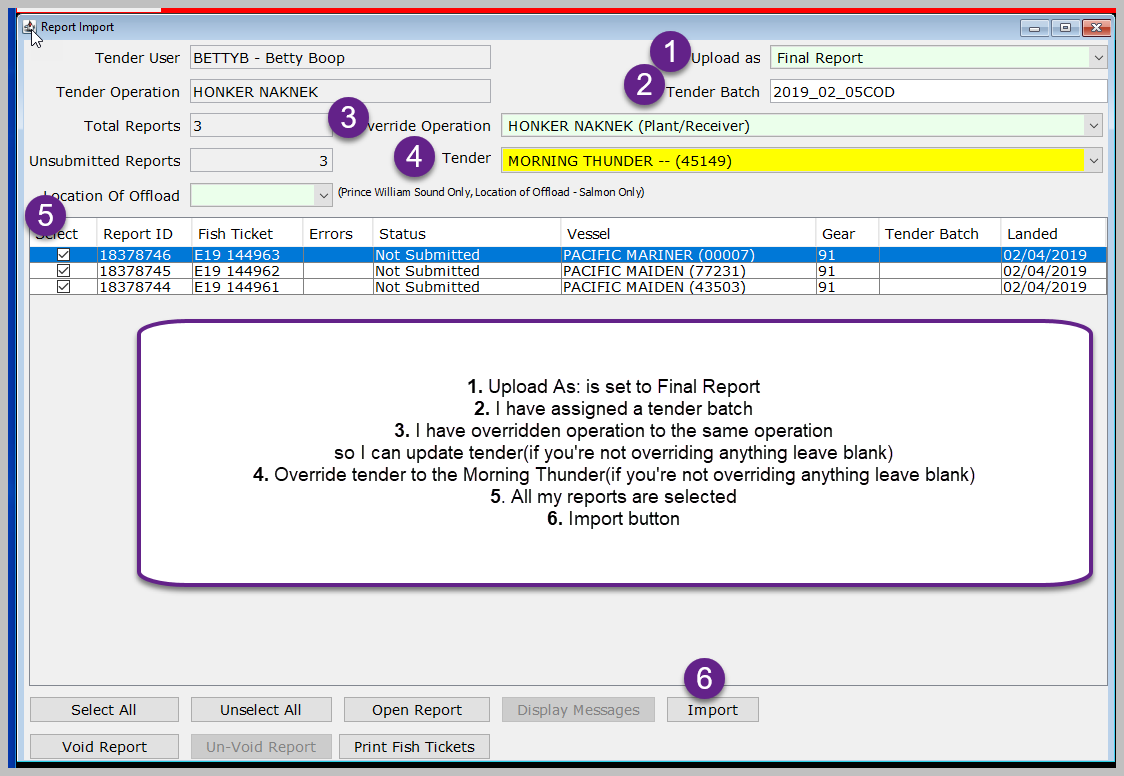 Report Import
Tender User BETTYB - Betty Boop 1 Upload as Final Report
Tender Operation HONKER NAKNEK 2 Tender Batch 2019_02_05COD
Total Reports 3 3 verride Operation HONKER NAKNEK (Plant/Receiver)
Unsubmitted Reports 3 4 Tender MORNING THUNDER -- (45149)
Location Of Offload (Prince William Sound Only, Location of Offload - Salmon Only)
5
Select Report ID Fish Ticket Errors Status Vessel Gear Tender Batch Landed
18378746 E19 144963 Not Submitted PACIFIC MARINER (00007) 91 02/04/2019
18378745 E19 144962 Not Submitted PACIFIC MAIDEN (77231) 91 02/04/2019
18378744 E19 144961 Not Submitted PACIFIC MAIDEN (43503) 91 02/04/2019
1. Upload As: is set to Final Report
2. I have assigned a tender batch
3. I have overridden operation to the same operation
so I can update tender(if you're not overriding anything leave blank)
4. Override tender to the Morning Thunder(if you're not overriding anything leave blank)
5. All my reports are selected
6. Import button
6
Select All Unselect All Open Report Display Messages Import
Void Report Un-Void Report Print Fish Tickets